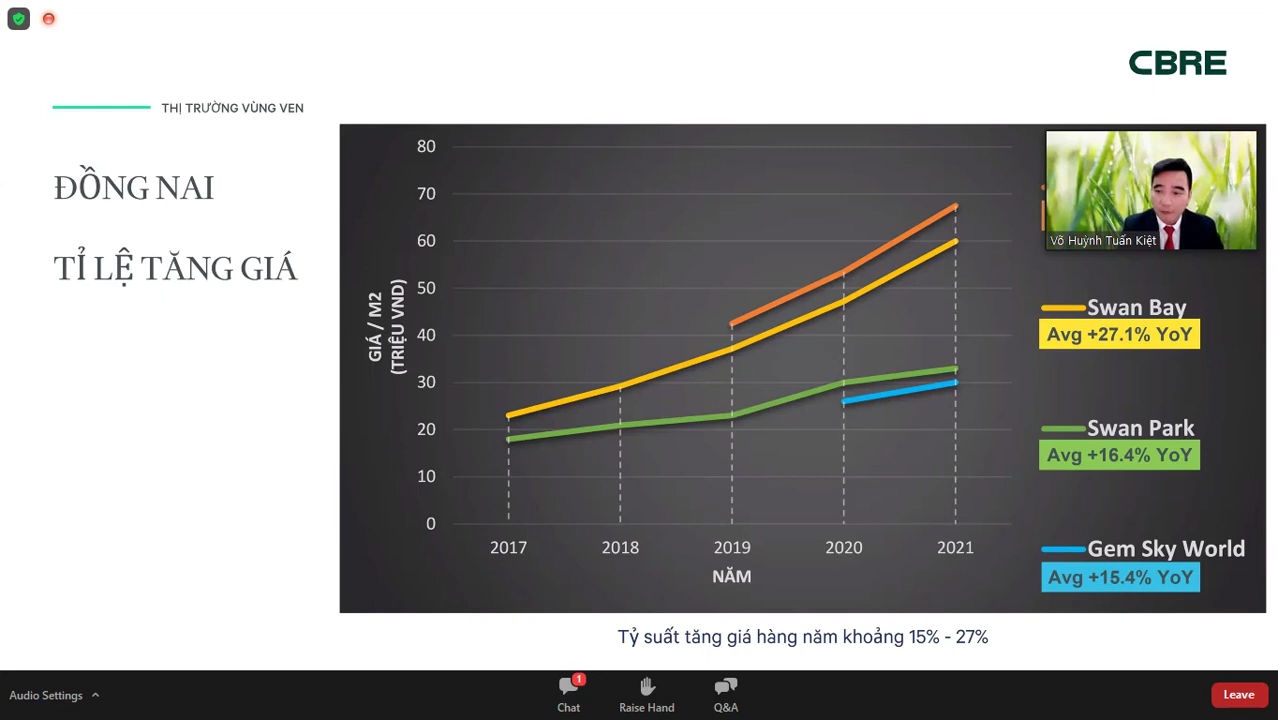 CBRE
THỊ TRƯỜNG VÙNG VEN
ĐỒNG NAI
TỈ LỆ TĂNG GIÁ
80
70
60
50
40
30
20
10
0
GIÁ / M2
(TRIỆU VND)
2017
2018
2019
2020
2021
NĂM
Võ Huỳnh Tuấn Kiệt
Swan Bay
Avg +27.1% YoY
Swan Park
Avg +16.4% YoY
Gem Sky World
Avg +15.4% YoY
Tỷ suất tăng giá hàng năm khoảng 15% - 27%
Audio Settings
1
Chat
Raise Hand
Q&A
Leave